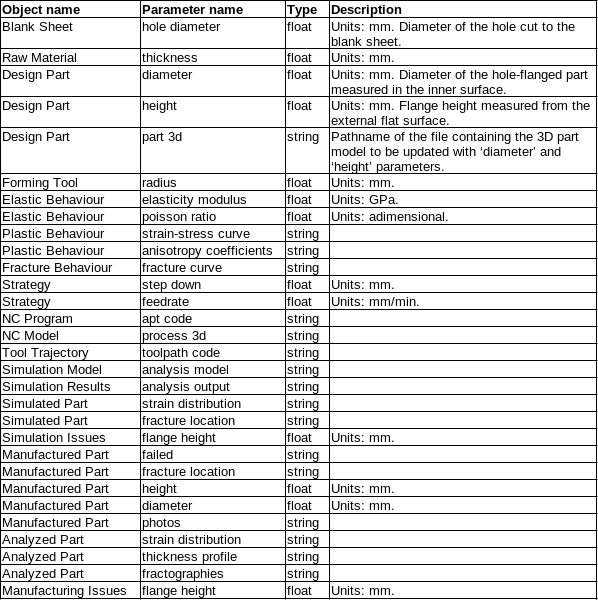 Object name Parameter name Type Description
Blank Sheet hole diameter float Units: mm. Diameter of the hole cut to the
blank sheet.
Raw Material thickness float Units: mm.
Design Part diameter float Units: mm. Diameter of the hole-flanged part
measured in the inner surface.
Design Part height float Units: mm. Flange height measured from the
external flat surface.
Design Part part 3d string Pathname of the file containing the 3D part
model to be updated with ‘diameter’ and
‘height’ parameters.
Forming Tool radius float Units: mm.
Elastic Behaviour elasticity modulus float Units: GPa.
Elastic Behaviour poisson ratio float Units: adimensional.
Plastic Behaviour strain-stress curve string
Plastic Behaviour anisotropy coefficients string
Fracture Behaviour fracture curve string
Strategy step down float Units: mm.
Strategy feedrate float Units: mm/min.
NC Program apt code string
NC Model process 3d string
Tool Trajectory toolpath code string
Simulation Model analysis model string
Simulation Results analysis output string
Simulated Part strain distribution string
Simulated Part fracture location string
Simulation Issues flange height float Units: mm.
Manufactured Part failed string
Manufactured Part fracture location string
Manufactured Part height float Units: mm.
Manufactured Part diameter float Units: mm.
Manufactured Part photos string
Analyzed Part strain distribution string
Analyzed Part thickness profile string
Analyzed Part fractographies string
Manufacturing Issues flange height float Units: mm.